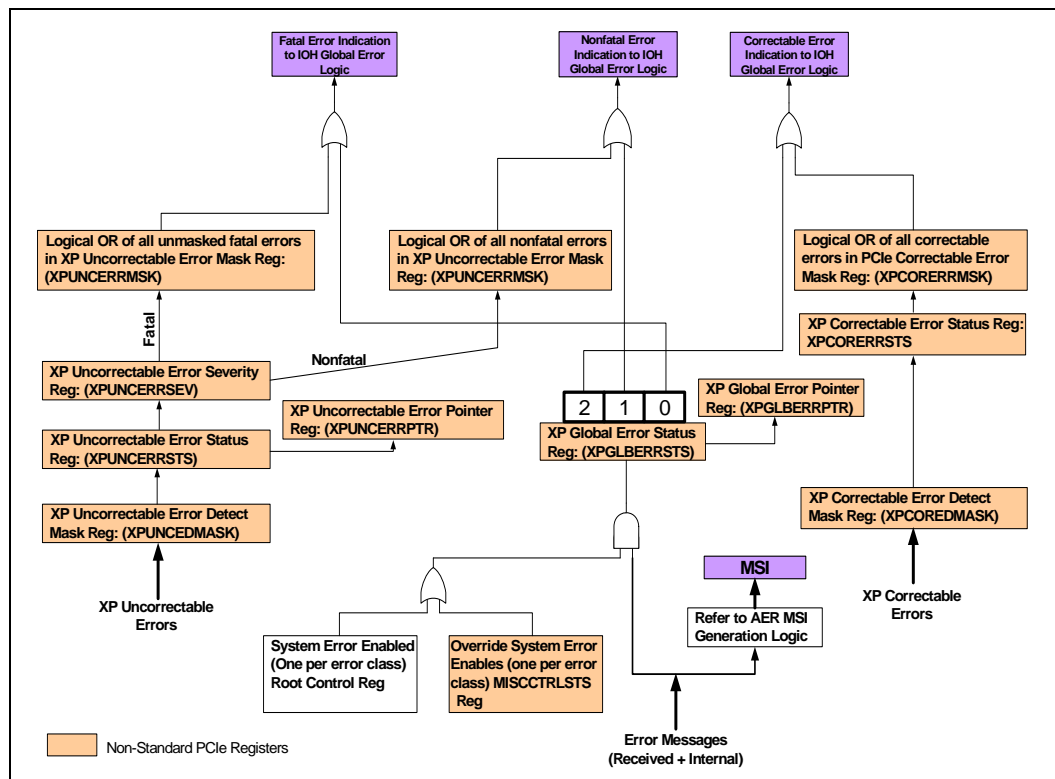 Fatal Error Indication
to IOH Global Error
Logic
Nonfatal Error
Indication to IOH
Global Error Logic
Correctable Error
Indication to IOH
Global Error Logic
Logical OR of all unmasked fatal errors
in XP Uncorrectable Error Mask Reg:
(XPUNCERRMSK)
Logical OR of all nonfatal errors
in XP Uncorrectable Error Mask
Reg: (XPUNCERRMSK)
Logical OR of all correctable
errors in PCIe Correctable Error
Mask Reg: (XPCORERRMSK)
Fatal
Nonfatal
XP Correctable Error Status Reg:
XPCORERRSTS
XP Uncorrectable Error Severity
Reg: (XPUNCERRSEV)
XP Uncorrectable Error Pointer
Reg: (XPUNCERRPTR)
2 1 0
XP Global Error Pointer
Reg: (XPGLBERRPTR)
XP Uncorrectable Error Status
Reg: (XPUNCERRSTS)
XP Global Error Status
Reg: (XPGLBERRSTS)
XP Uncorrectable Error Detect
Mask Reg: (XPUNCEDMASK)
XP Correctable Error Detect
Mask Reg: (XPCOREDMASK)
XP Uncorrectable
Errors
MSI
XP Correctable
Errors
Refer to AER MSI
Generation Logic
System Error Enabled
(One per error class)
Root Control Reg
Override System Error
Enables (one per error
class) MISCCTRLSTS
Reg
Error Messages
(Received + Internal)
Non-Standard PCIe Registers